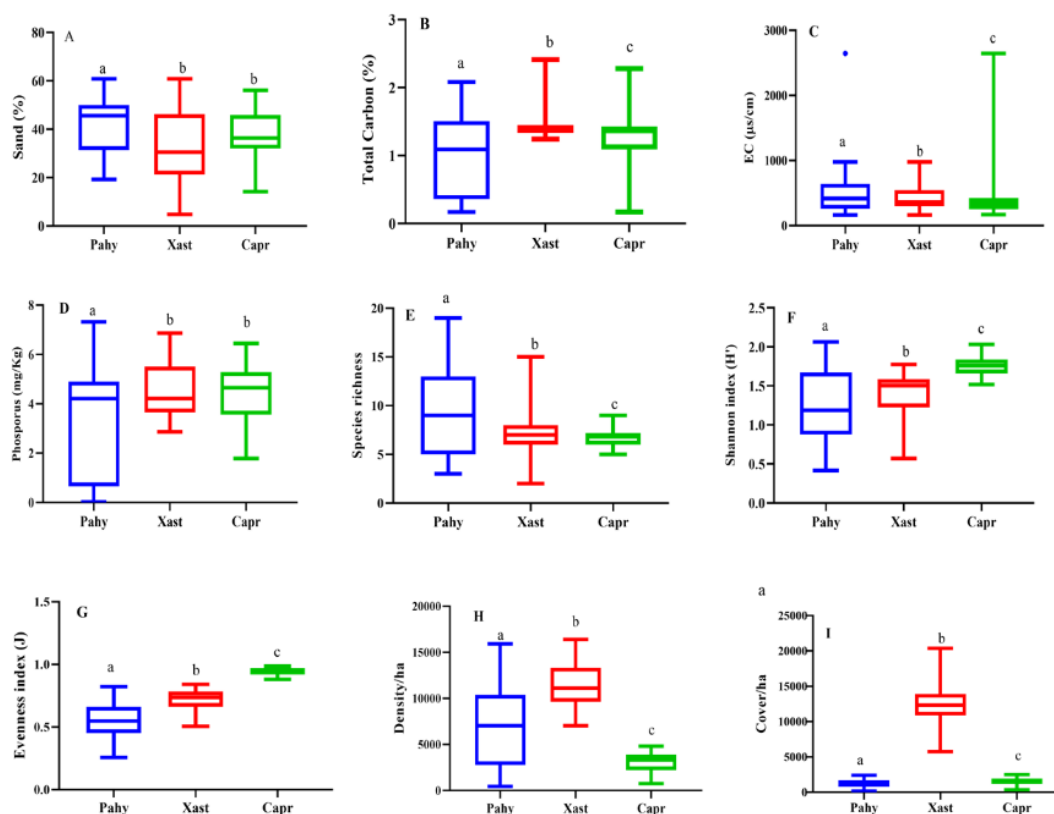 A
Sand (%)
80
60
40
20
0
a
b
b
Pahy Xast Capr
B
Total Carbon (%)
3
2
1
0
a
b
c
Pahy Xast Capr
C
EC (µs/cm)
3000
2000
1000
0
a
b
c
Pahy Xast Capr
D
Phosporus (mg/Kg)
8
6
4
2
0
a
b
b
Pahy Xast Capr
E
Species richness
20
15
10
5
0
a
b
c
Pahy Xast Capr
F
Shannon index (H')
2.5
2.0
1.5
1.0
0.5
0.0
a
b
c
Pahy Xast Capr
G
Evenness index (J)
1.5
1.0
0.5
0.0
a
b
c
Pahy Xast Capr
H
Density/ha
20000
15000
10000
5000
0
a
b
c
Pahy Xast Capr
a
I
Cover/ha
25000
20000
15000
10000
5000
0
a
b
c
Pahy Xast Capr